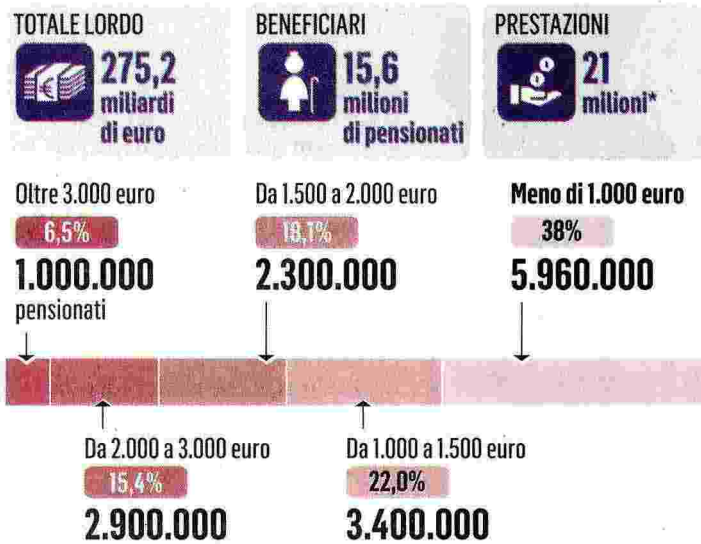 TOTALE LORDO
275,2
miliardi
di euro
BENEFICIARI
15,6
milioni
di pensionati
PRESTAZIONI
21
milioni*
Oltre 3.000 euro
6,5%
1.000.000
pensionati
Da 1.500 a 2.000 euro
18,1%
2.300.000
Meno di 1.000 euro
38%
5.960.000
Da 2.000 a 3.000 euro
15,4%
2.900.000
Da 1.000 a 1.500 euro
22,0%
3.400.000